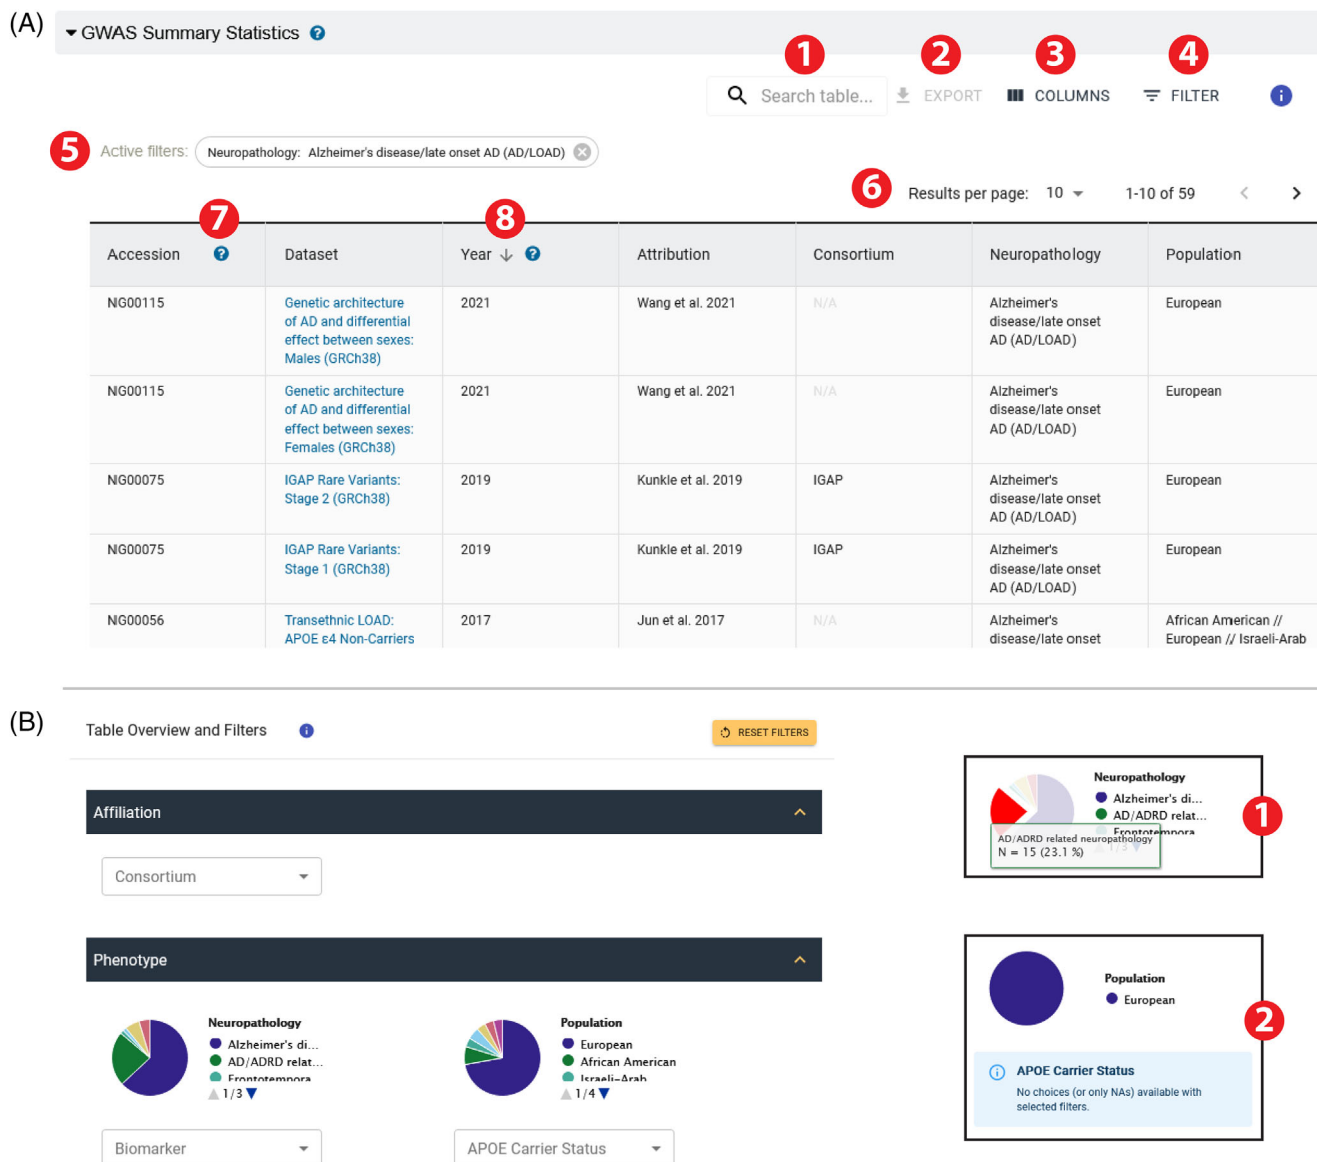 (A)
GWAS Summary Statistics ?
1 2 3 4
Search table... EXPORT COLUMNS FILTER i
5 Active filters: Neuropathology: Alzheimer's disease/late onset AD (AD/LOAD)
6 Results per page: 10 1-10 of 59
7 8
Accession ? Dataset Year ? Attribution Consortium Neuropathology Population
NG00115 Genetic architecture 2021 Wang et al. 2021 N/A Alzheimer's European
of AD and differential disease/late onset
effect between sexes: AD (AD/LOAD)
Males (GRCh38)
NG00115 Genetic architecture 2021 Wang et al. 2021 N/A Alzheimer's European
of AD and differential disease/late onset
effect between sexes: AD (AD/LOAD)
Females (GRCh38)
NG00075 IGAP Rare Variants: 2019 Kunkle et al. 2019 IGAP Alzheimer's European
Stage 2 (GRCh38) disease/late onset
AD (AD/LOAD)
NG00075 IGAP Rare Variants: 2019 Kunkle et al. 2019 IGAP Alzheimer's European
Stage 1 (GRCh38) disease/late onset
AD (AD/LOAD)
NG00056 Transethnic LOAD: 2017 Jun et al. 2017 N/A Alzheimer's African American //
APOE ε4 Non-Carriers disease/late onset European // Israeli-Arab
(B)
Table Overview and Filters i RESET FILTERS
Affiliation
Consortium
Phenotype
Neuropathology
Alzheimer's di...
AD/ADRD relat...
Frontotempora
1/3
Population
European
African American
Israeli-Arab
1/4
Biomarker
APOE Carrier Status
Neuropathology
Alzheimer's di...
AD/ADRD relat...
Frontotempora
1/3
AD/ADRD related neuropathology
N = 15 (23.1 %)
1
Population
European
2
i APOE Carrier Status
No choices (or only NAs) available with
selected filters.